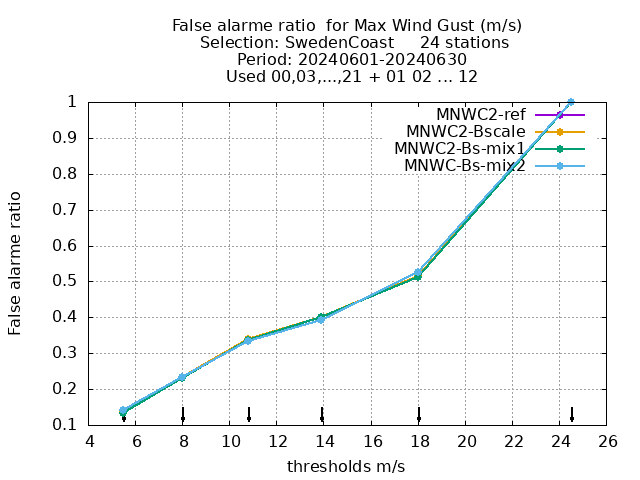 False alarme ratio  for Max Wind Gust (m/s)
Selection: SwedenCoast     24 stations
Period: 20240601-20240630
Used 00,03,...,21 + 01 02 ... 12
MNWC2-ref
MNWC2-Bscale
MNWC2-Bs-mix1
MNWC-Bs-mix2
False alarme ratio
1
0.9
0.8
0.7
0.6
0.5
0.4
0.3
0.2
0.1
4 6 8 10 12 14 16 18 20 22 24 26
thresholds m/s